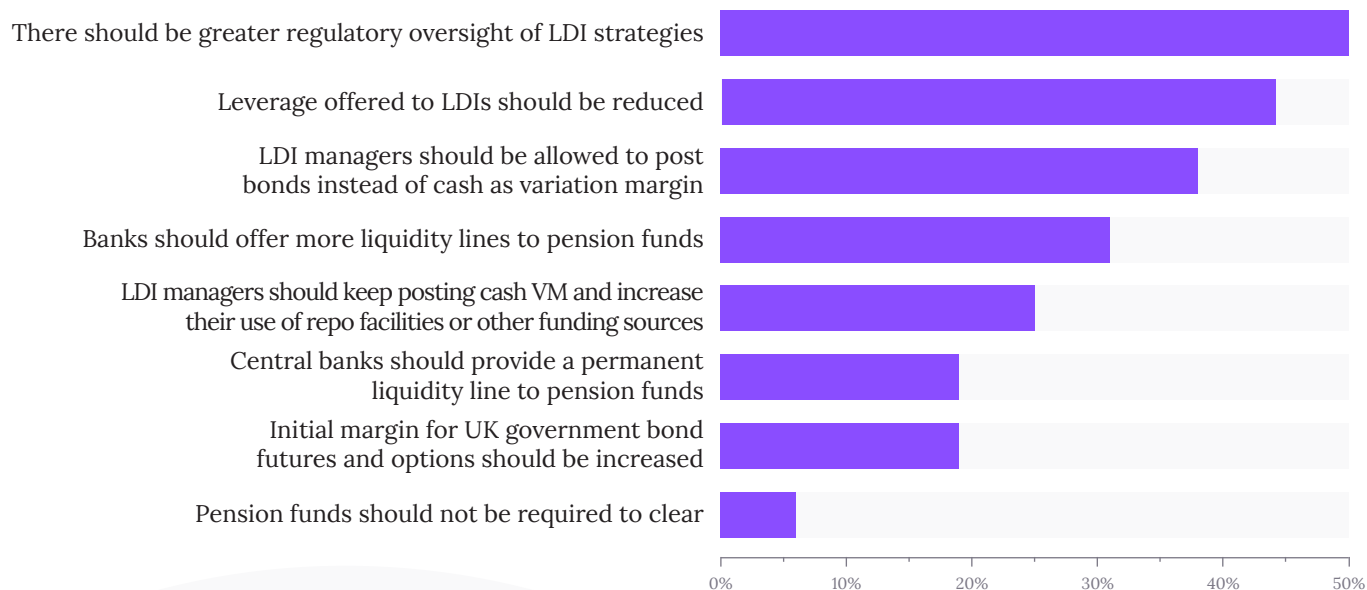 There should be greater regulatory oversight of LDI strategies
Leverage offered to LDIs should be reduced
LDI managers should be allowed to post
bonds instead of cash as variation margin
Banks should offer more liquidity lines to pension funds
LDI managers should keep posting cash VM and increase
their use of repo facilities or other funding sources
Central banks should provide a permanent
liquidity line to pension funds
Initial margin for UK government bond
futures and options should be increased
Pension funds should not be required to clear
0% 10% 20% 30% 40% 50%